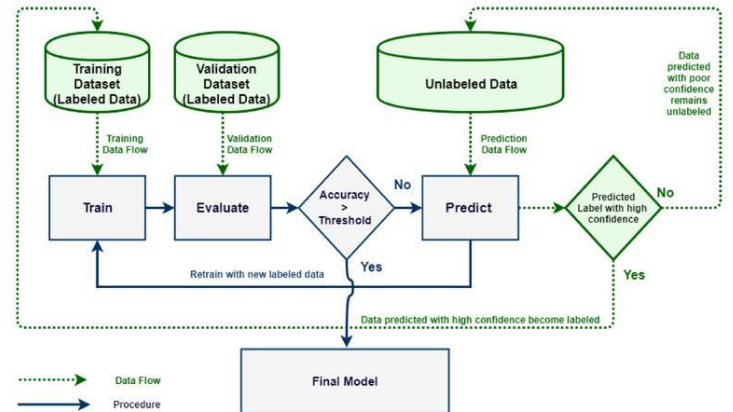 Training
Dataset
(Labeled Data)
Validation
Dataset
(Labeled Data)
Unlabeled Data
Data
predicted
with poor
confidence
remains
unlabeled
Training
Data Flow
Validation
Data Flow
Prediction
Data Flow
Train
Evaluate
Accuracy
>
Threshold
No
Predict
Predicted
Label with high
confidence
No
Yes
Yes
Retrain with new labeled data
Data predicted with high confidence become labeled
Final Model
Data Flow
Procedure